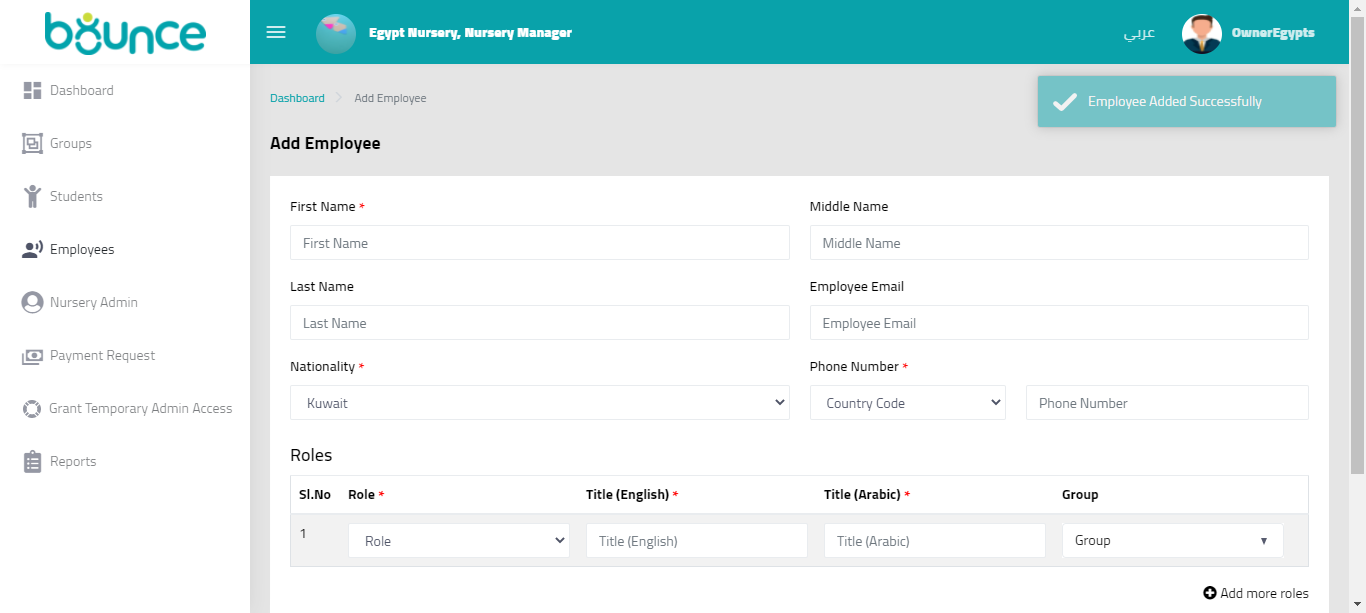 bounce
Egypt Nursery, Nursery Manager
عربي
OwnerEgypts
Dashboard
Groups
Students
Employees
Nursery Admin
Payment Request
Grant Temporary Admin Access
Reports
Dashboard > Add Employee
Employee Added Successfully
Add Employee
First Name *
Middle Name
First Name
Middle Name
Last Name
Employee Email
Last Name
Employee Email
Nationality *
Phone Number *
Kuwait
Country Code
Phone Number
Roles
Sl.No Role * Title (English) * Title (Arabic) * Group
1 Role Title (English) Title (Arabic) Group
Add more roles